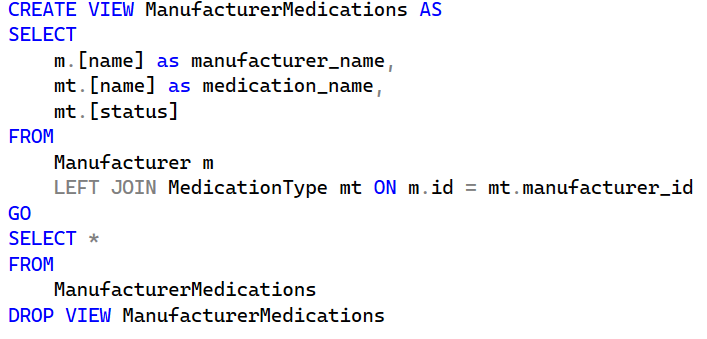 CREATE VIEW ManufacturerMedications AS
SELECT
    m.[name] as manufacturer_name,
    mt.[name] as medication_name,
    mt.[status]
FROM
    Manufacturer m
    LEFT JOIN MedicationType mt ON m.id = mt.manufacturer_id
GO
SELECT *
FROM
    ManufacturerMedications
DROP VIEW ManufacturerMedications